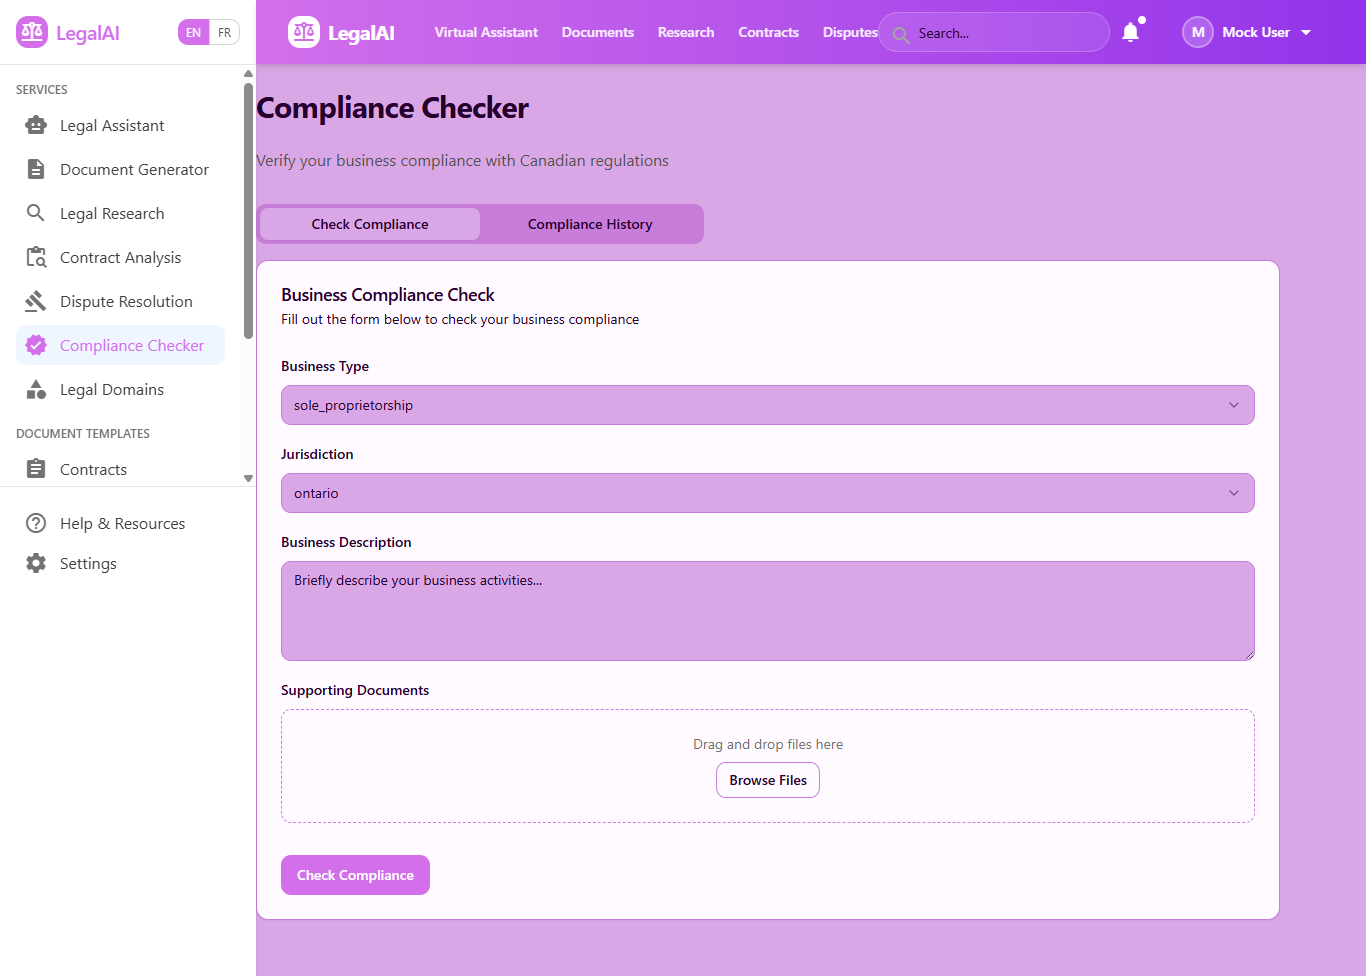 LegalAI
EN FR
SERVICES
Legal Assistant
Document Generator
Legal Research
Contract Analysis
Dispute Resolution
Compliance Checker
Legal Domains
DOCUMENT TEMPLATES
Contracts
Help & Resources
Settings
LegalAI Virtual Assistant Documents Research Contracts Disputes Search... M Mock User
Compliance Checker
Verify your business compliance with Canadian regulations
Check Compliance Compliance History
Business Compliance Check
Fill out the form below to check your business compliance
Business Type
sole_proprietorship
Jurisdiction
ontario
Business Description
Briefly describe your business activities...
Supporting Documents
Drag and drop files here
Browse Files
Check Compliance